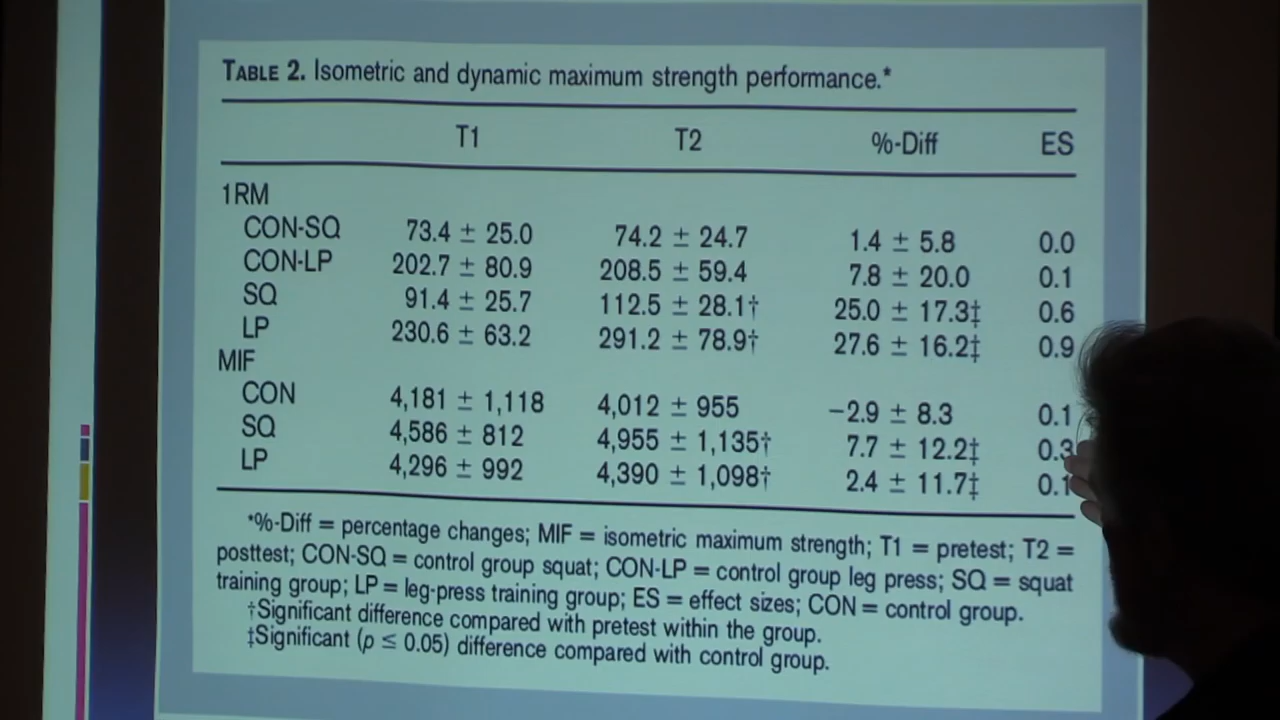 TABLE 2. Isometric and dynamic maximum strength performance.*
T1 T2 %-Diff ES
1RM
CON-SQ 73.4 ± 25.0 74.2 ± 24.7 1.4 ± 5.8 0.0
CON-LP 202.7 ± 80.9 208.5 ± 59.4 7.8 ± 20.0 0.1
SQ 91.4 ± 25.7 112.5 ± 28.1† 25.0 ± 17.3‡ 0.6
LP 230.6 ± 63.2 291.2 ± 78.9† 27.6 ± 16.2‡ 0.9
MIF
CON 4,181 ± 1,118 4,012 ± 955 −2.9 ± 8.3 0.1
SQ 4,586 ± 812 4,955 ± 1,135† 7.7 ± 12.2‡ 0.3
LP 4,296 ± 992 4,390 ± 1,098† 2.4 ± 11.7‡ 0.1
*%-Diff = percentage changes; MIF = isometric maximum strength; T1 = pretest; T2 =
posttest; CON-SQ = control group squat; CON-LP = control group leg press; SQ = squat
training group; LP = leg-press training group; ES = effect sizes; CON = control group.
†Significant difference compared with pretest within the group.
‡Significant (p ≤ 0.05) difference compared with control group.